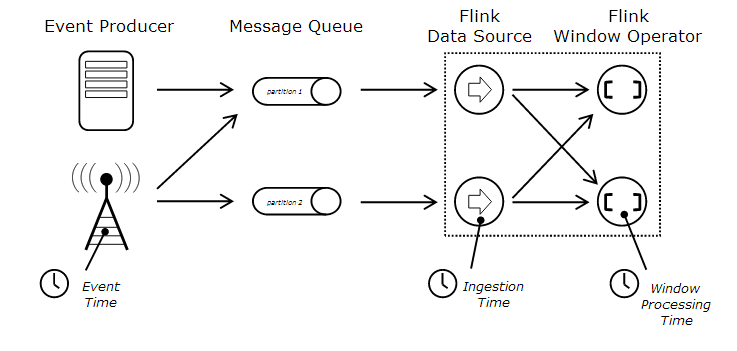 Event Producer
Message Queue
Flink
Data Source
Flink
Window Operator
partition 1
partition 2
Event
Time
Ingestion
Time
Window
Processing
Time